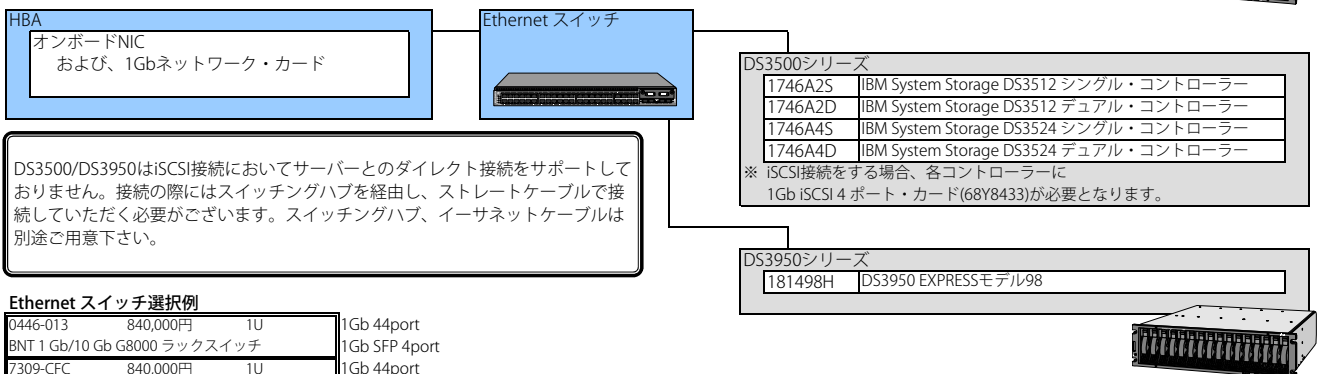 HBA
オンボードNIC
および、1Gbネットワーク・カード
Ethernet スイッチ
DS3500シリーズ
1746A2S IBM System Storage DS3512 シングル・コントローラー
1746A2D IBM System Storage DS3512 デュアル・コントローラー
1746A4S IBM System Storage DS3524 シングル・コントローラー
1746A4D IBM System Storage DS3524 デュアル・コントローラー
※ iSCSI接続をする場合、各コントローラーに
1Gb iSCSI 4 ポート・カード(68Y8433)が必要となります。
DS3500/DS3950はiSCSI接続においてサーバーとのダイレクト接続をサポートして
おりません。接続の際にはスイッチングハブを経由し、ストレートケーブルで接
続していただく必要がございます。スイッチングハブ、イーサネットケーブルは
別途ご用意下さい。
DS3950シリーズ
181498H DS3950 EXPRESSモデル98
Ethernet スイッチ選択例
0446-013 840,000円 1U 1Gb 44port
BNT 1 Gb/10 Gb G8000 ラックスイッチ 1Gb SFP 4port
7309-CFC 840,000円 1U 1Gb 44port